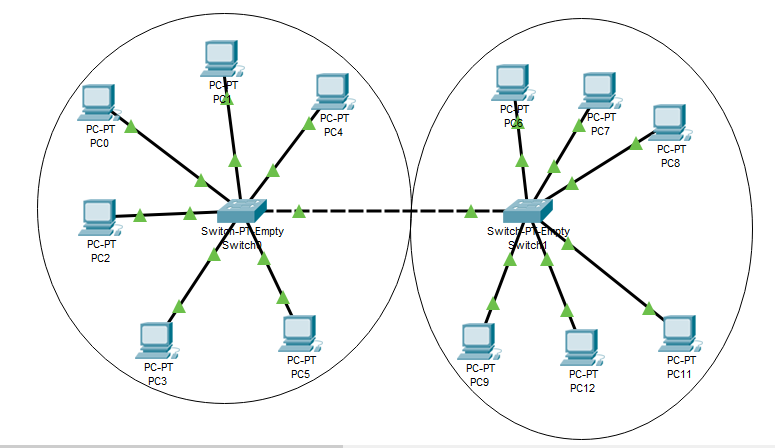 PC-PT
PC1
PC-PT
PC4
PC-PT
PC0
PC-PT
PC2
Switch-PT-Empty
Switch0
PC-PT
PC3
PC-PT
PC5
PC-PT
PC6
PC-PT
PC7
PC-PT
PC8
Switch-PT-Empty
Switch1
PC-PT
PC9
PC-PT
PC12
PC-PT
PC11